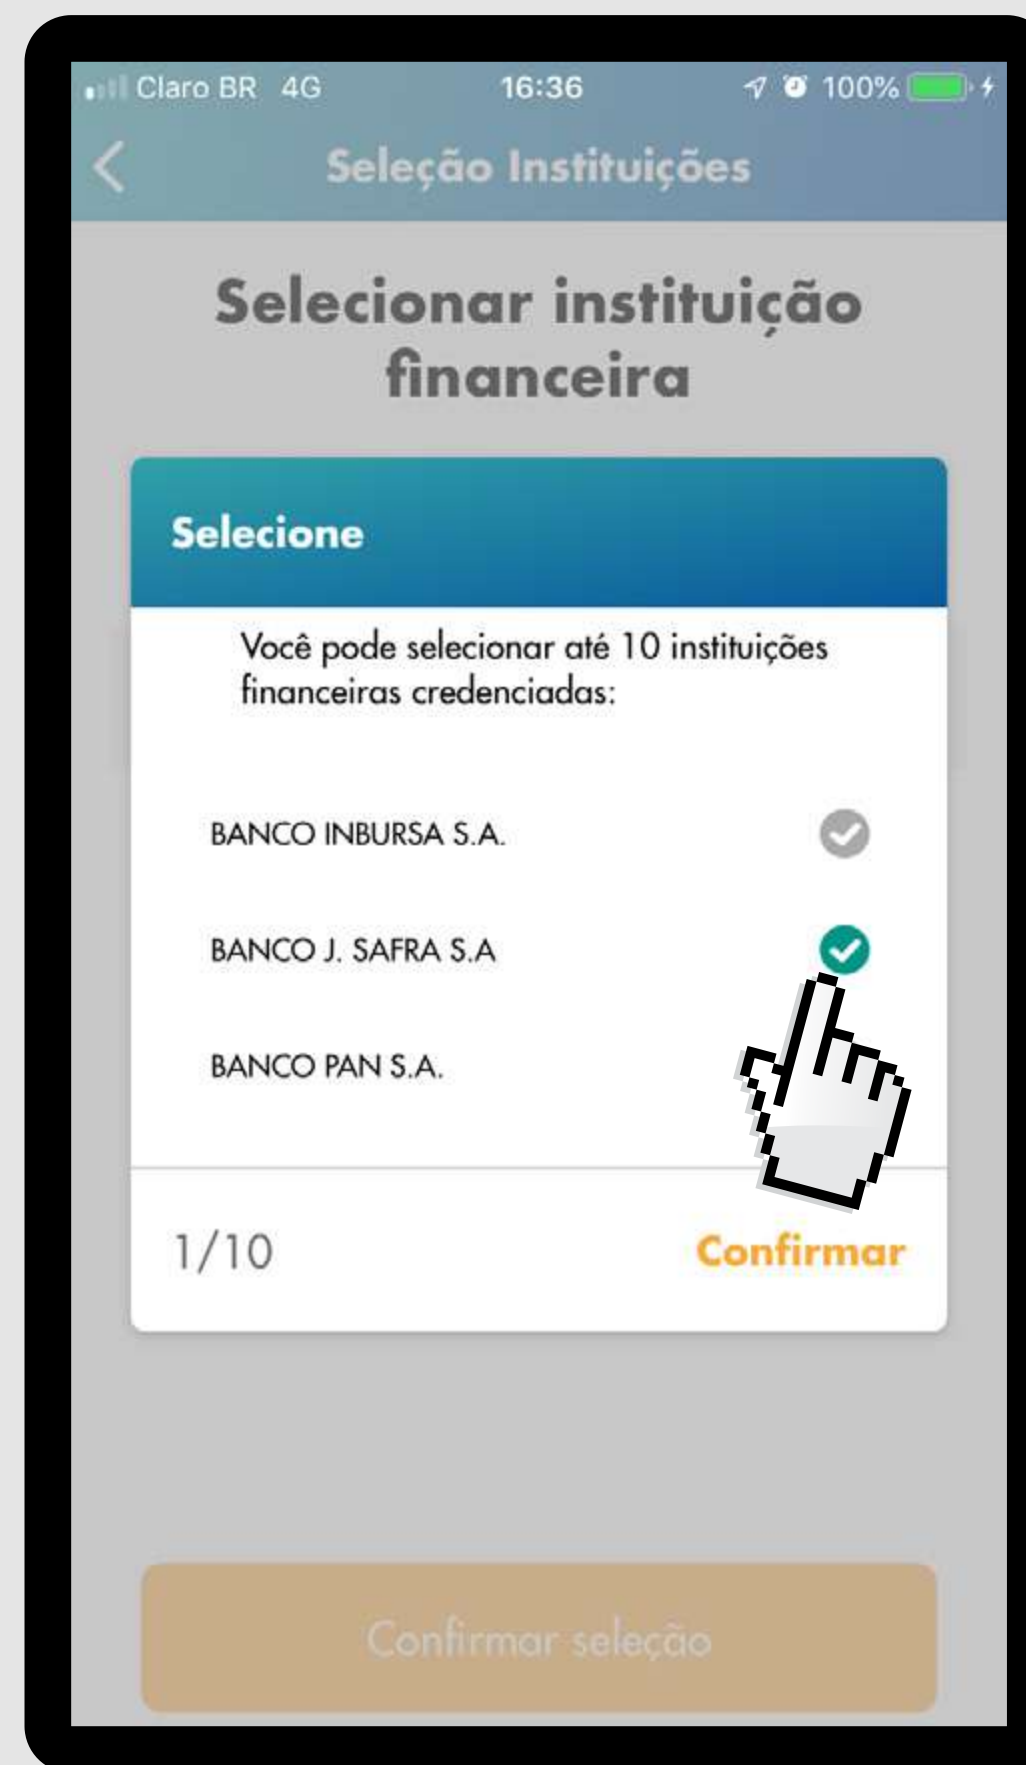 Claro BR 4G 16:36 100%
Seleção Instituições
Selecionar instituição
financeira
Selecione
Você pode selecionar até 10 instituições
financeiras credenciadas:
BANCO INBURSA S.A.
BANCO J. SAFRA S.A
BANCO PAN S.A.
1/10 Confirmar
Confirmar seleção